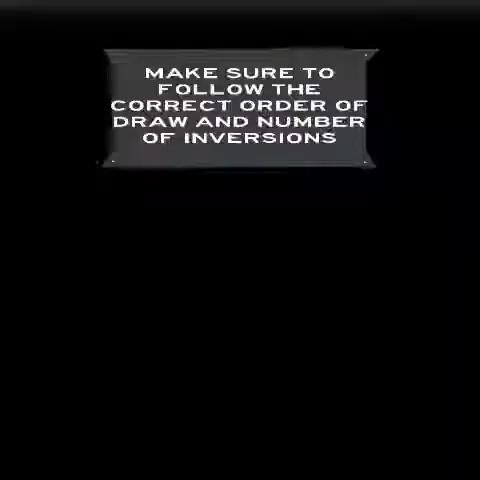 MAKE SURE TO
FOLLOW THE
CORRECT ORDER OF
DRAW AND NUMBER
OF INVERSIONS